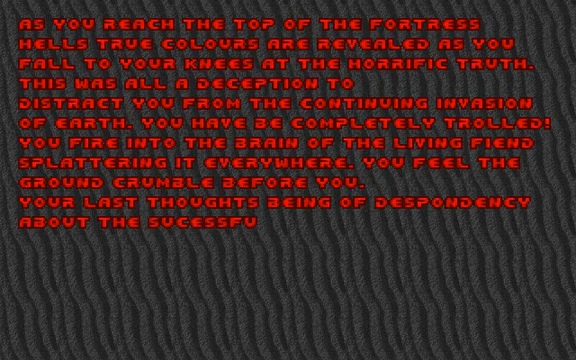 AS YOU REACH THE TOP OF THE FORTRESS
HELLS TRUE COLOURS ARE REVEALED AS YOU
FALL TO YOUR KNEES AT THE HORRIFIC TRUTH.
THIS WAS ALL A DECEPTION TO
DISTRACT YOU FROM THE CONTINUING INVASION
OF EARTH. YOU HAVE BE COMPLETELY TROLLED!
YOU FIRE INTO THE BRAIN OF THE LIVING FIEND
SPLATTERING IT EVERYWHERE. YOU FEEL THE
GROUND CRUMBLE BEFORE YOU.
YOUR LAST THOUGHTS BEING OF DESPONDENCY
ABOUT THE SUCESSFU